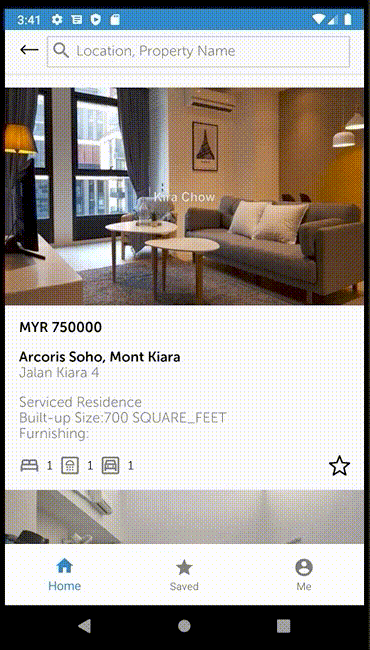 3:41
Location, Property Name
Kira Chow
MYR 750000
Arcoris Soho, Mont Kiara
Jalan Kiara 4
Serviced Residence
Built-up Size:700 SQUARE_FEET
Furnishing:
1 1 1
Home Saved Me